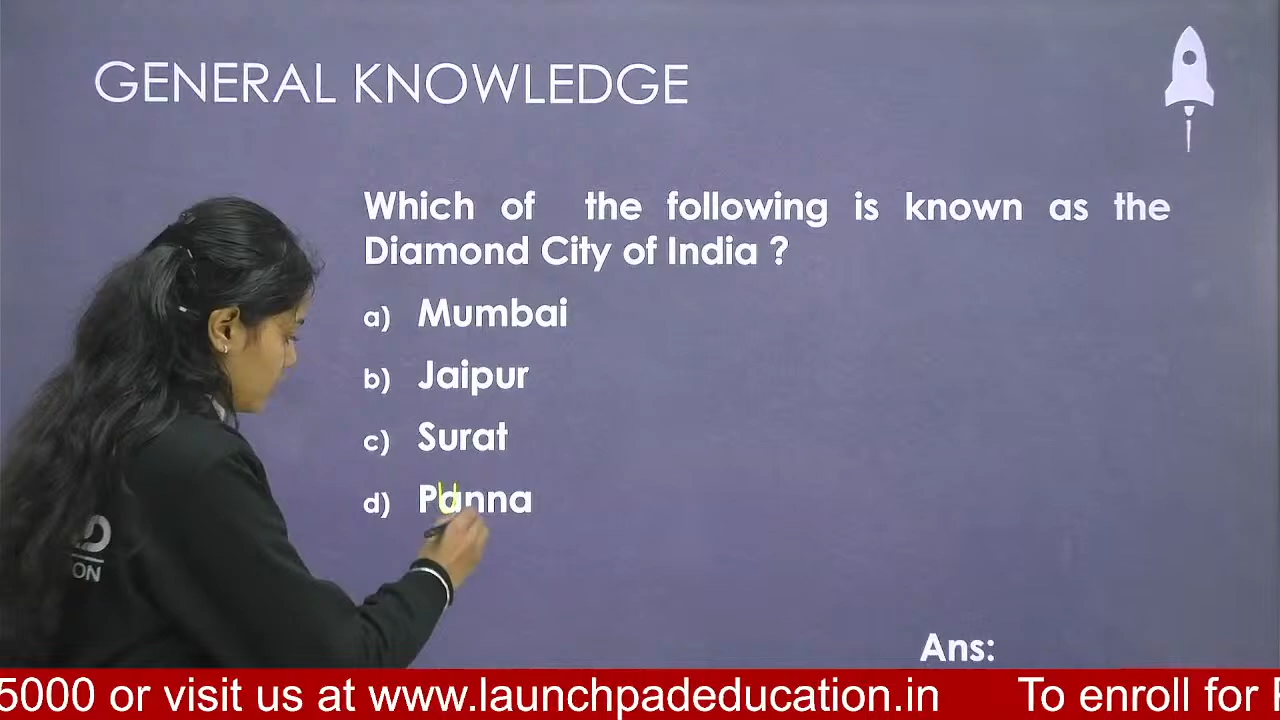 GENERAL KNOWLEDGE
Which of the following is known as the
Diamond City of India ?
a) Mumbai
b) Jaipur
c) Surat
d) Panna
D
ON
Ans:
5000 or visit us at www.launchpadeducation.in To enroll for